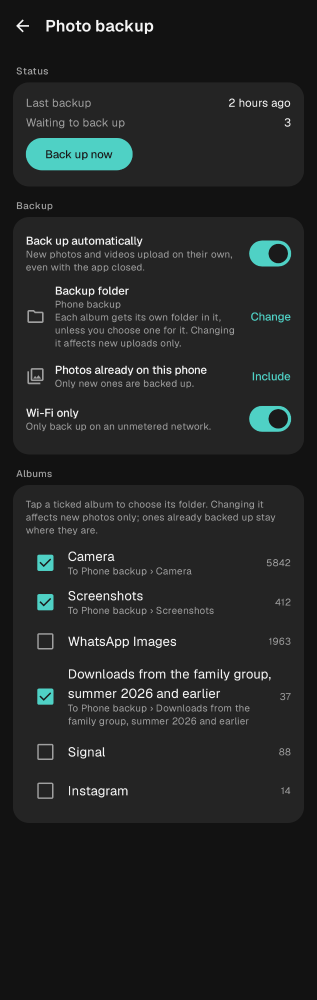 Photo backup
Status
Last backup 2 hours ago
Waiting to back up 3
Back up now
Backup
Back up automatically
New photos and videos upload on their own,
even with the app closed.
Backup folder
Phone backup
Each album gets its own folder in it,
unless you choose one for it. Changing
it affects new uploads only.
Change
Photos already on this phone
Only new ones are backed up.
Include
Wi-Fi only
Only back up on an unmetered network.
Albums
Tap a ticked album to choose its folder. Changing it
affects new photos only; ones already backed up stay
where they are.
Camera 5842
To Phone backup › Camera
Screenshots 412
To Phone backup › Screenshots
WhatsApp Images 1963
Downloads from the family group,
summer 2026 and earlier 37
To Phone backup › Downloads from the
family group, summer 2026 and earlier
Signal 88
Instagram 14